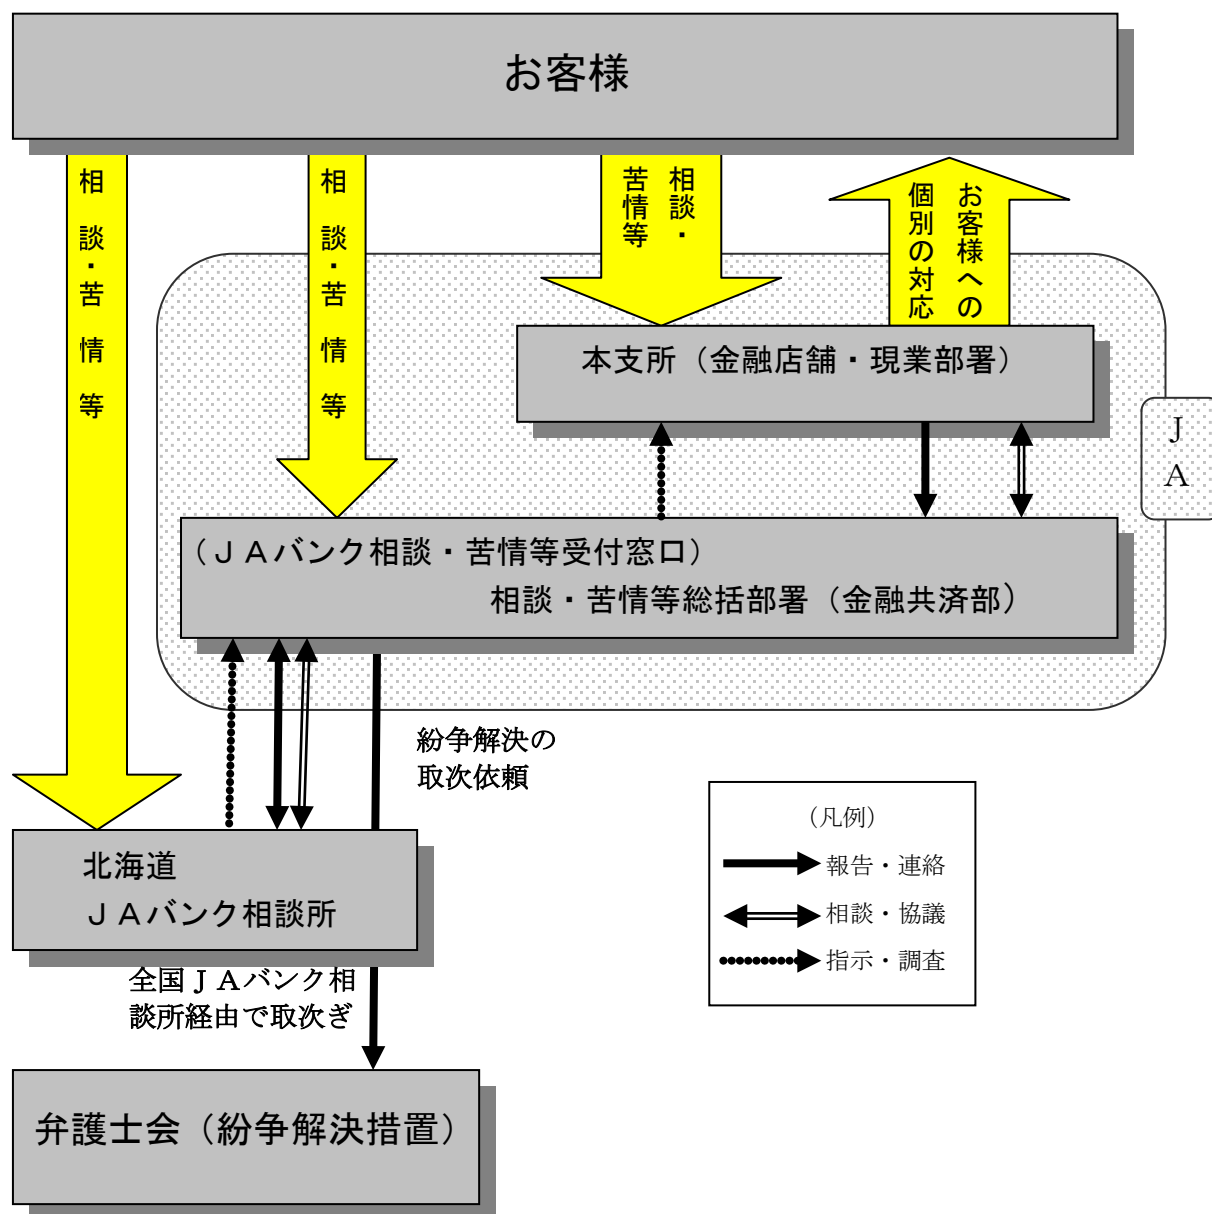 お客様
相談・苦情等
相談・苦情等
相談・
苦情等
お客様への
個別の対応
本支所（金融店舗・現業部署）
ＪＡ
（ＪＡバンク相談・苦情等受付窓口）
相談・苦情等総括部署（金融共済部）
紛争解決の
取次依頼
（凡例）
報告・連絡
相談・協議
指示・調査
北海道
ＪＡバンク相談所
全国ＪＡバンク相
談所経由で取次ぎ
弁護士会（紛争解決措置）